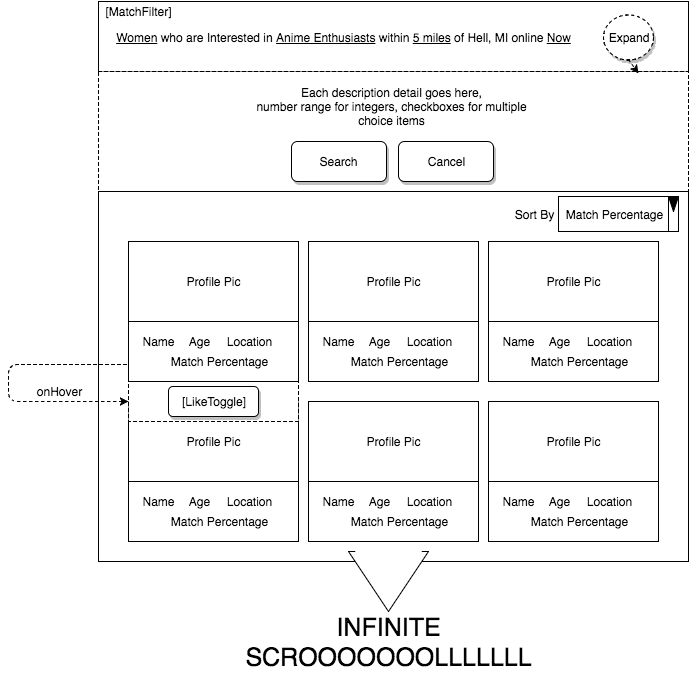 [MatchFilter]
Women who are Interested in Anime Enthusiasts within 5 miles of Hell, MI online Now
Expand
Each description detail goes here,
number range for integers, checkboxes for multiple
choice items
Search
Cancel
Sort By
Match Percentage
Profile Pic
Profile Pic
Profile Pic
Name Age Location
Match Percentage
Name Age Location
Match Percentage
Name Age Location
Match Percentage
onHover
[LikeToggle]
Profile Pic
Profile Pic
Profile Pic
Name Age Location
Match Percentage
Name Age Location
Match Percentage
Name Age Location
Match Percentage
INFINITE
SCROOOOOOOLLLLLLL